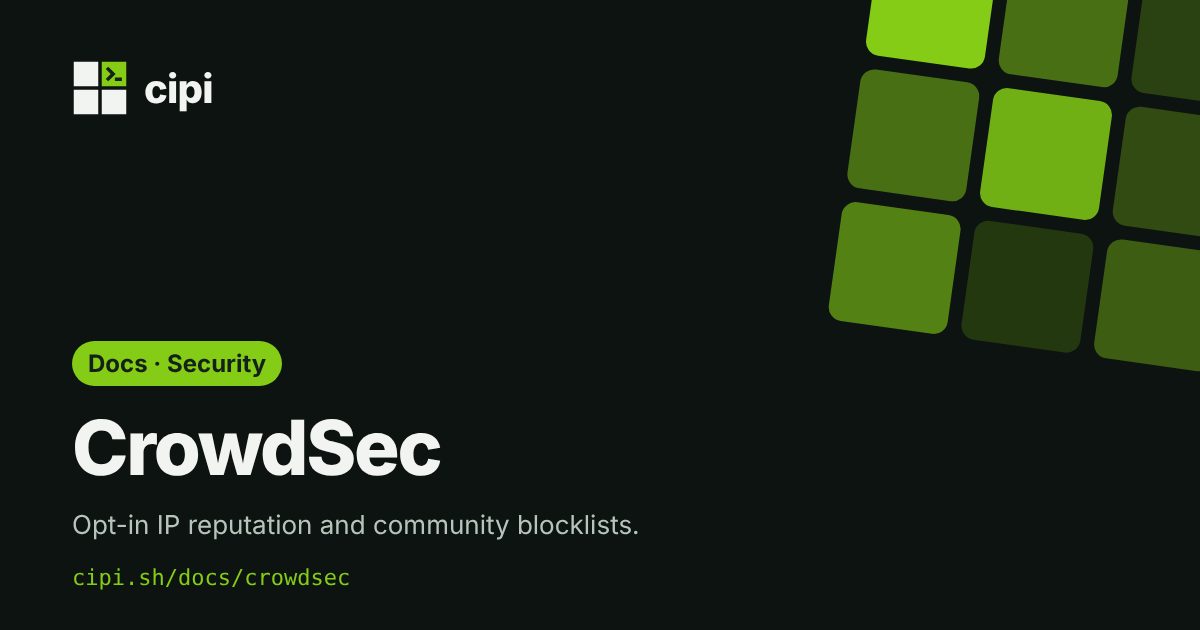 cipi
Docs · Security
CrowdSec
Opt-in IP reputation and community blocklists.
cipi.sh/docs/crowdsec